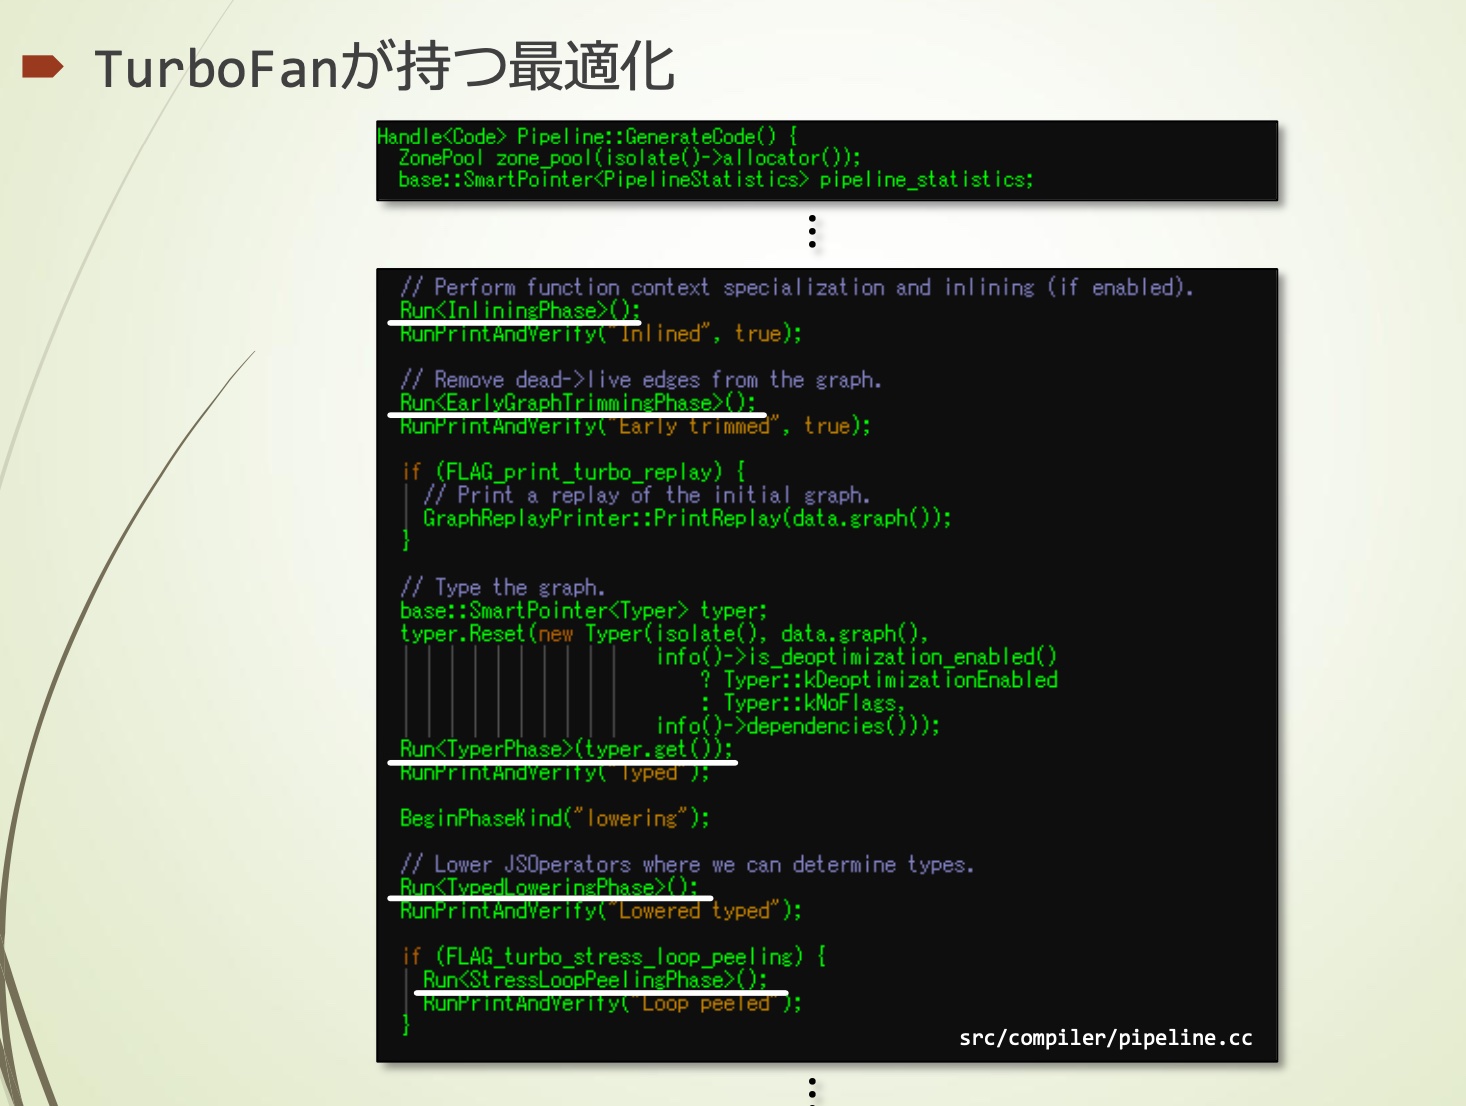 TurboFanが持つ最適化
Handle<Code> Pipeline::GenerateCode() {
ZonePool zone_pool(isolate()->allocator());
base::SmartPointer<PipelineStatistics> pipeline_statistics;
// Perform function context specialization and inlining (if enabled).
Run<InliningPhase>();
RunPrintAndVerify("Inlined", true);
// Remove dead->live edges from the graph.
Run<EarlyGraphTrimmingPhase>();
RunPrintAndVerify("Early trimmed", true);
if (FLAG_print_turbo_replay) {
// Print a replay of the initial graph.
GraphReplayPrinter::PrintReplay(data.graph());
}
// Type the graph.
base::SmartPointer<Typer> typer;
typer.Reset(new Typer(isolate(), data.graph(),
info()->is_deoptimization_enabled()
? Typer::kDeoptimizationEnabled
: Typer::kNoFlags,
info()->dependencies()));
Run<TyperPhase>(typer.get());
RunPrintAndVerify("Typed");
BeginPhaseKind("lowering");
// Lower JSOperators where we can determine types.
Run<TypedLoweringPhase>();
RunPrintAndVerify("Lowered typed");
if (FLAG_turbo_stress_loop_peeling) {
Run<StressLoopPeelingPhase>();
RunPrintAndVerify("Loop peeled");
}
src/compiler/pipeline.cc